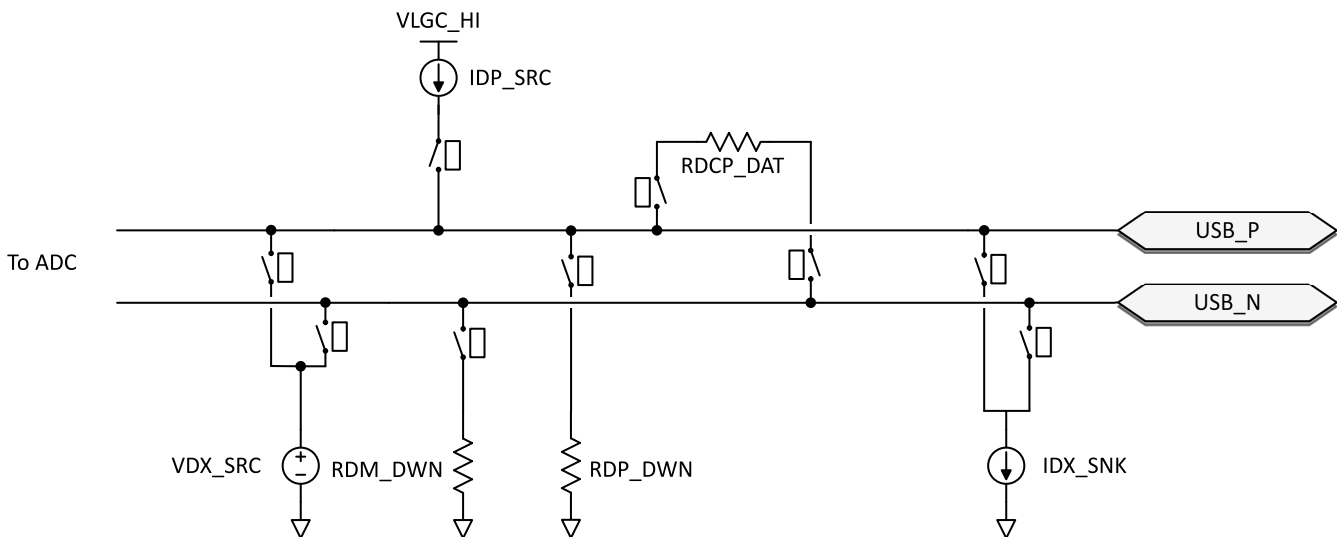 VLGC_HI
IDP_SRC
RDCP_DAT
USB_P
To ADC
USB_N
VDX_SRC
+
−
RDM_DWN
RDP_DWN
IDX_SNK